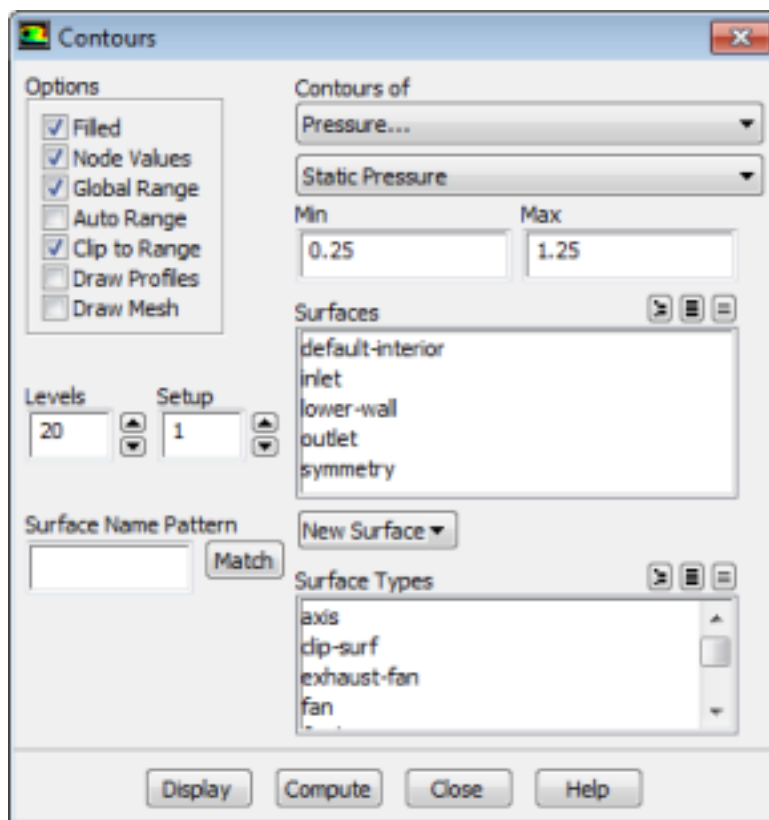 Contours
Options
Filled
Node Values
Global Range
Auto Range
Clip to Range
Draw Profiles
Draw Mesh
Levels Setup
20 1
Surface Name Pattern
Match
Contours of
Pressure...
Static Pressure
Min Max
0.25 1.25
Surfaces
default-interior
inlet
lower-wall
outlet
symmetry
New Surface
Surface Types
axis
clip-surf
exhaust-fan
fan
Display Compute Close Help